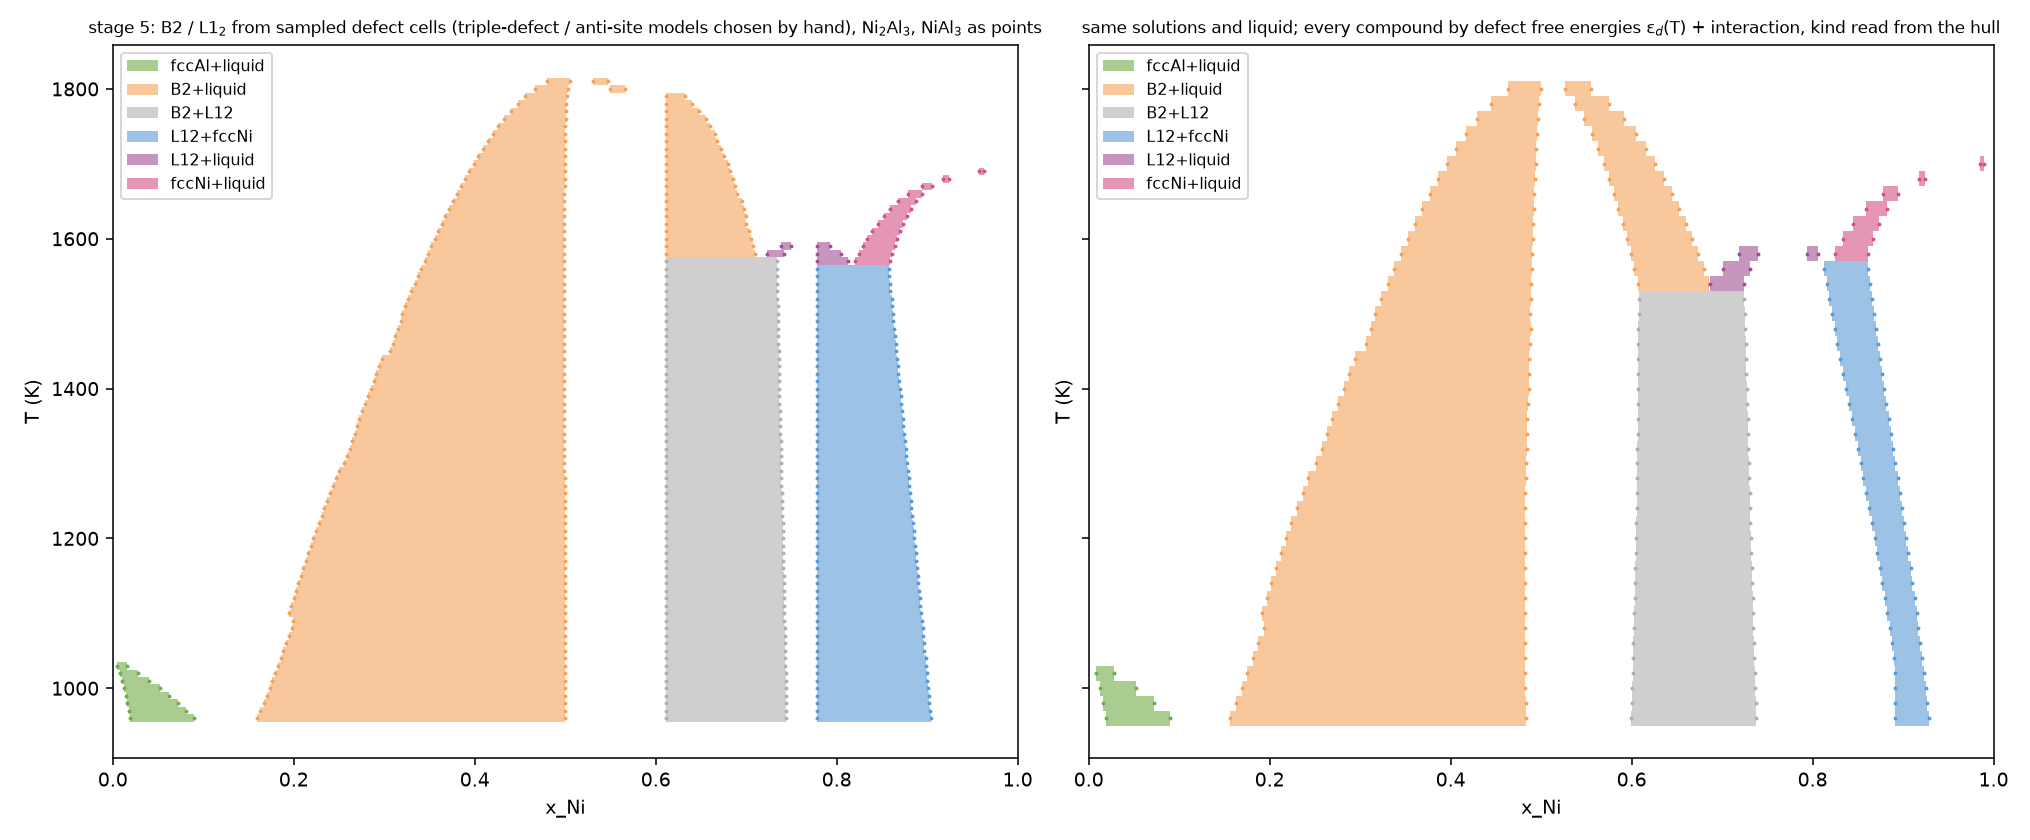 stage 5: B2 / L1₂ from sampled defect cells (triple-defect / anti-site models chosen by hand), Ni₂Al₃, NiAl₃ as points
fccAl+liquid
B2+liquid
B2+L12
L12+fccNi
L12+liquid
fccNi+liquid
1800
1600
1400
1200
1000
T (K)
0.0 0.2 0.4 0.6 0.8 1.0
x_Ni
same solutions and liquid; every compound by defect free energies ε_d(T) + interaction, kind read from the hull
fccAl+liquid
B2+liquid
B2+L12
L12+fccNi
L12+liquid
fccNi+liquid
T (K)
0.0 0.2 0.4 0.6 0.8 1.0
x_Ni